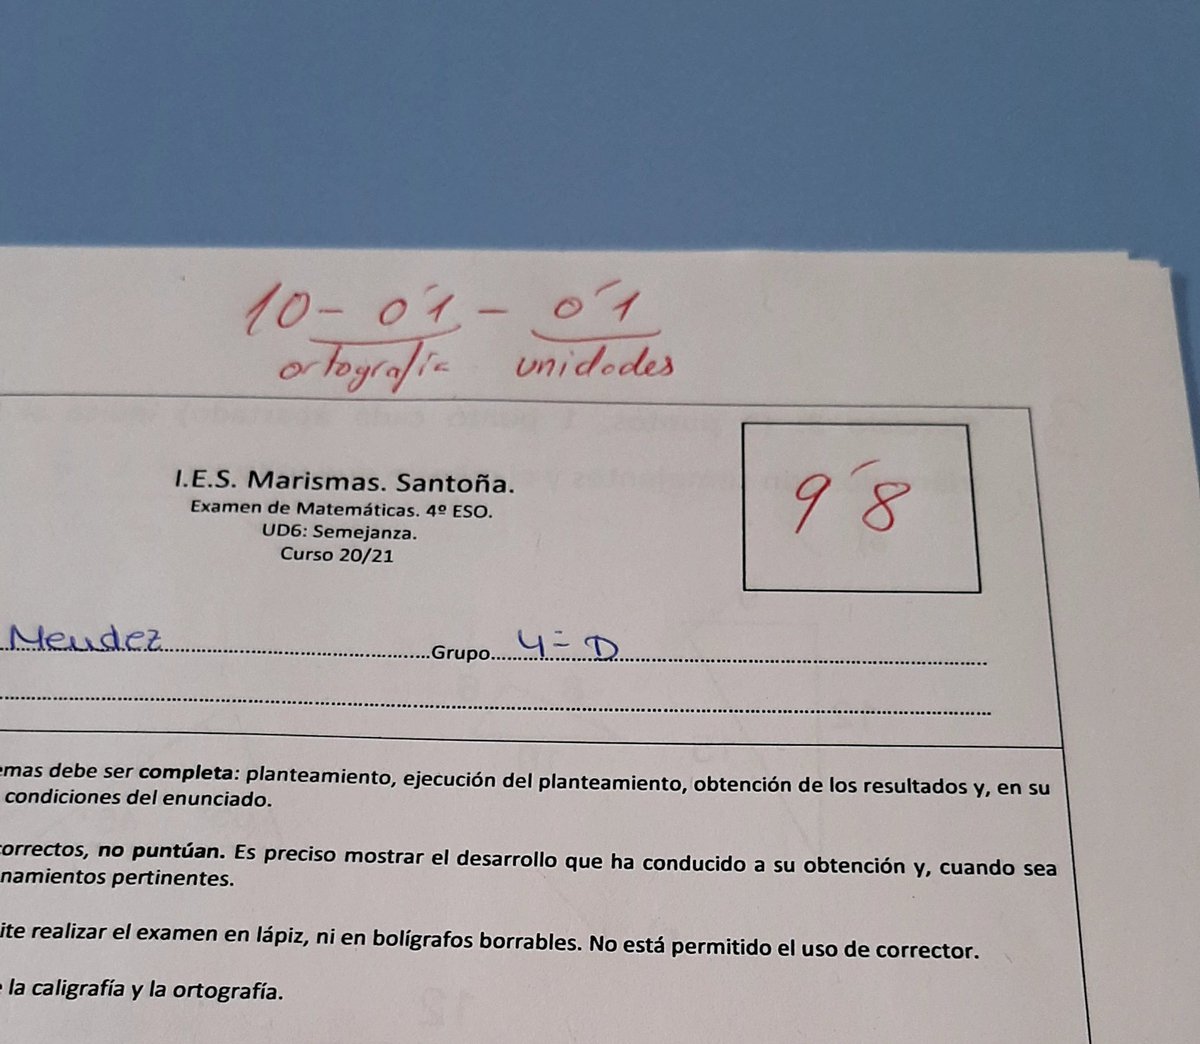 10 - 0'1 - 0'1
ortografía unidades
I.E.S. Marismas. Santoña.
Examen de Matemáticas. 4º ESO.
UD6: Semejanza.
Curso 20/21
9'8
Mendez Grupo 4º D
emas debe ser completa: planteamiento, ejecución del planteamiento, obtención de los resultados y, en su
condiciones del enunciado.
correctos, no puntúan. Es preciso mostrar el desarrollo que ha conducido a su obtención y, cuando sea
namientos pertinentes.
ite realizar el examen en lápiz, ni en bolígrafos borrables. No está permitido el uso de corrector.
la caligrafía y la ortografía.